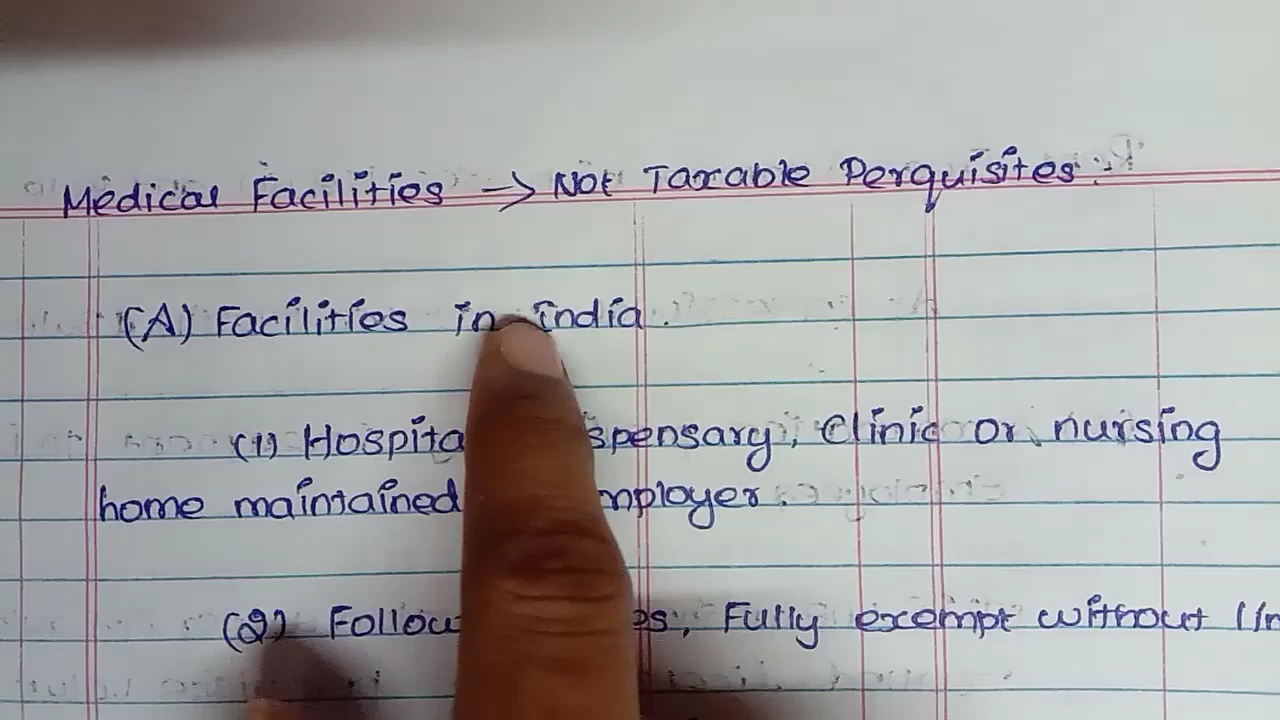 Medical Facilities → Not Taxable Perquisites :-
(A) Facilities in india.
(1) Hospita spensary, Clinic or nursing
home maintained mployer.
(2) Follow es, Fully exempt without lim